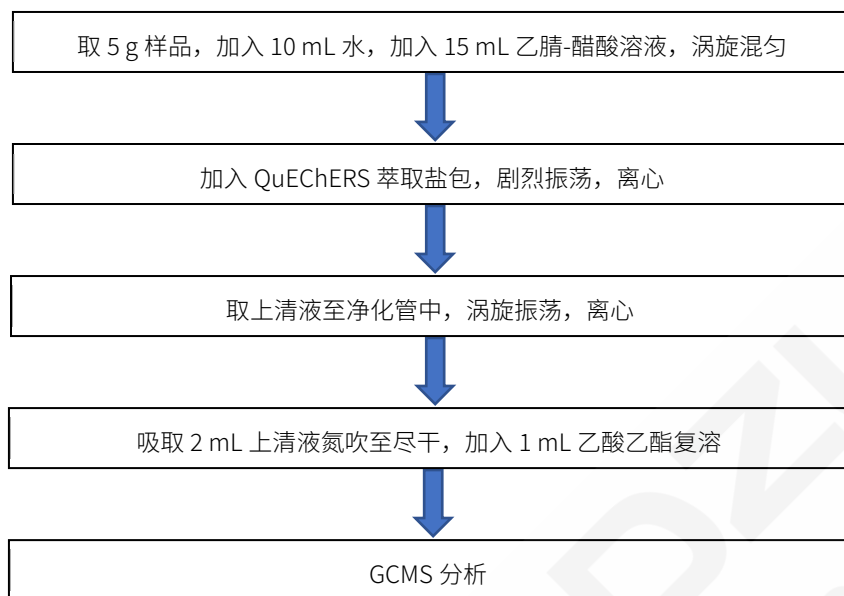 取 5 g 样品，加入 10 mL 水，加入 15 mL 乙腈-醋酸溶液，涡旋混匀
加入 QuEChERS 萃取盐包，剧烈振荡，离心
取上清液至净化管中，涡旋振荡，离心
吸取 2 mL 上清液氮吹至尽干，加入 1 mL 乙酸乙酯复溶
GCMS 分析